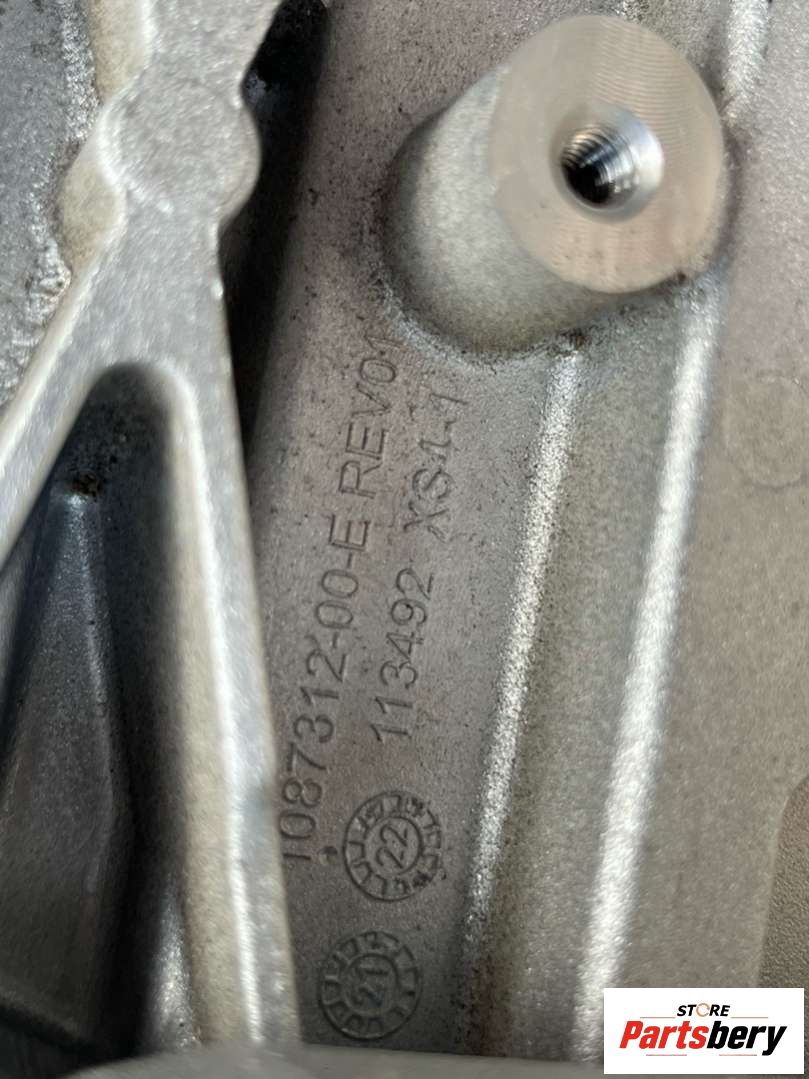 1087312-00-E REV01
113492 XS4-1
22
21
STORE
Partsbery